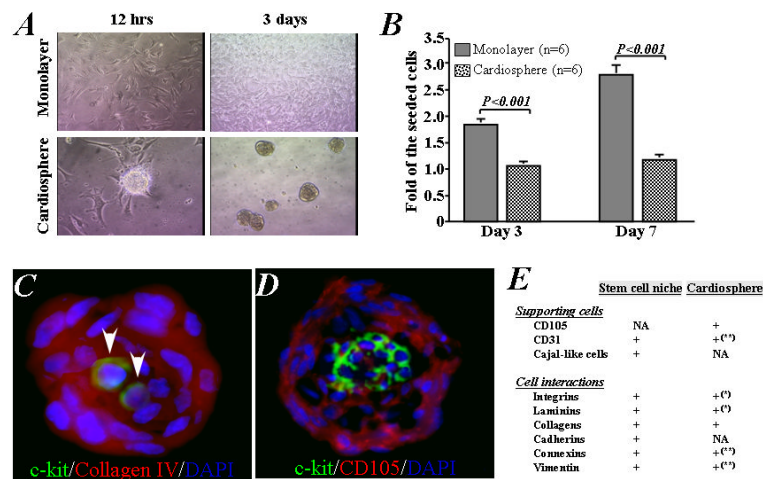 A
12 hrs 3 days
Monolayer
Cardiosphere
B
Fold of the seeded cells
3.5
3.0
2.5
2.0
1.5
1.0
0.5
0
Monolayer (n=6)
Cardiosphere (n=6)
P<0.001
P<0.001
Day 3 Day 7
C
c-kit/Collagen IV/DAPI
D
c-kit/CD105/DAPI
E
Stem cell niche Cardiosphere
Supporting cells
CD105 NA +
CD31 + +(**)
Cajal-like cells + NA
Cell interactions
Integrins + +(*)
Laminins + +(*)
Collagens + +
Cadherins + NA
Connexins + +(**)
Vimentin + +(**)